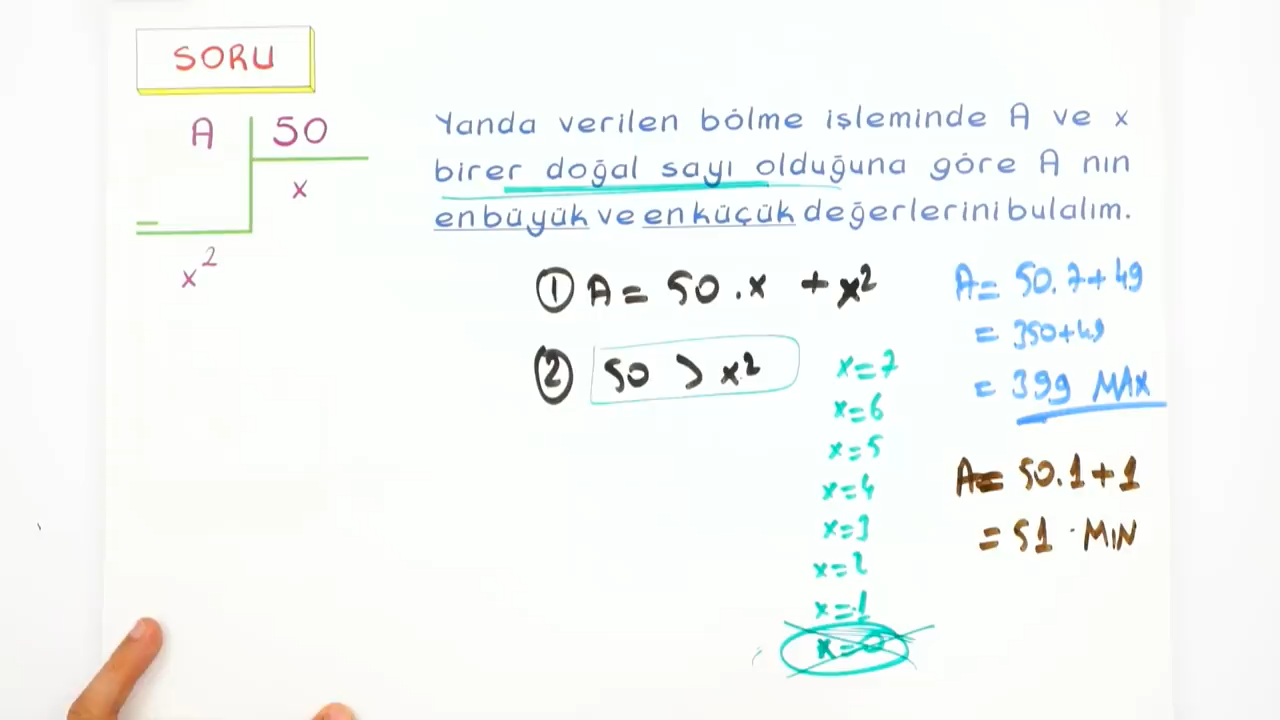 SORU
A 50
x
x²
Yanda verilen bölme işleminde A ve x
birer doğal sayı olduğuna göre A nın
en büyük ve en küçük değerlerini bulalım.
① A = 50 . x + x²
② 50 > x²
x=7
x=6
x=5
x=4
x=3
x=2
x=1
x=0
A= 50.7+49
= 350+49
= 399 MAX
A= 50.1+1
= 51 · MIN